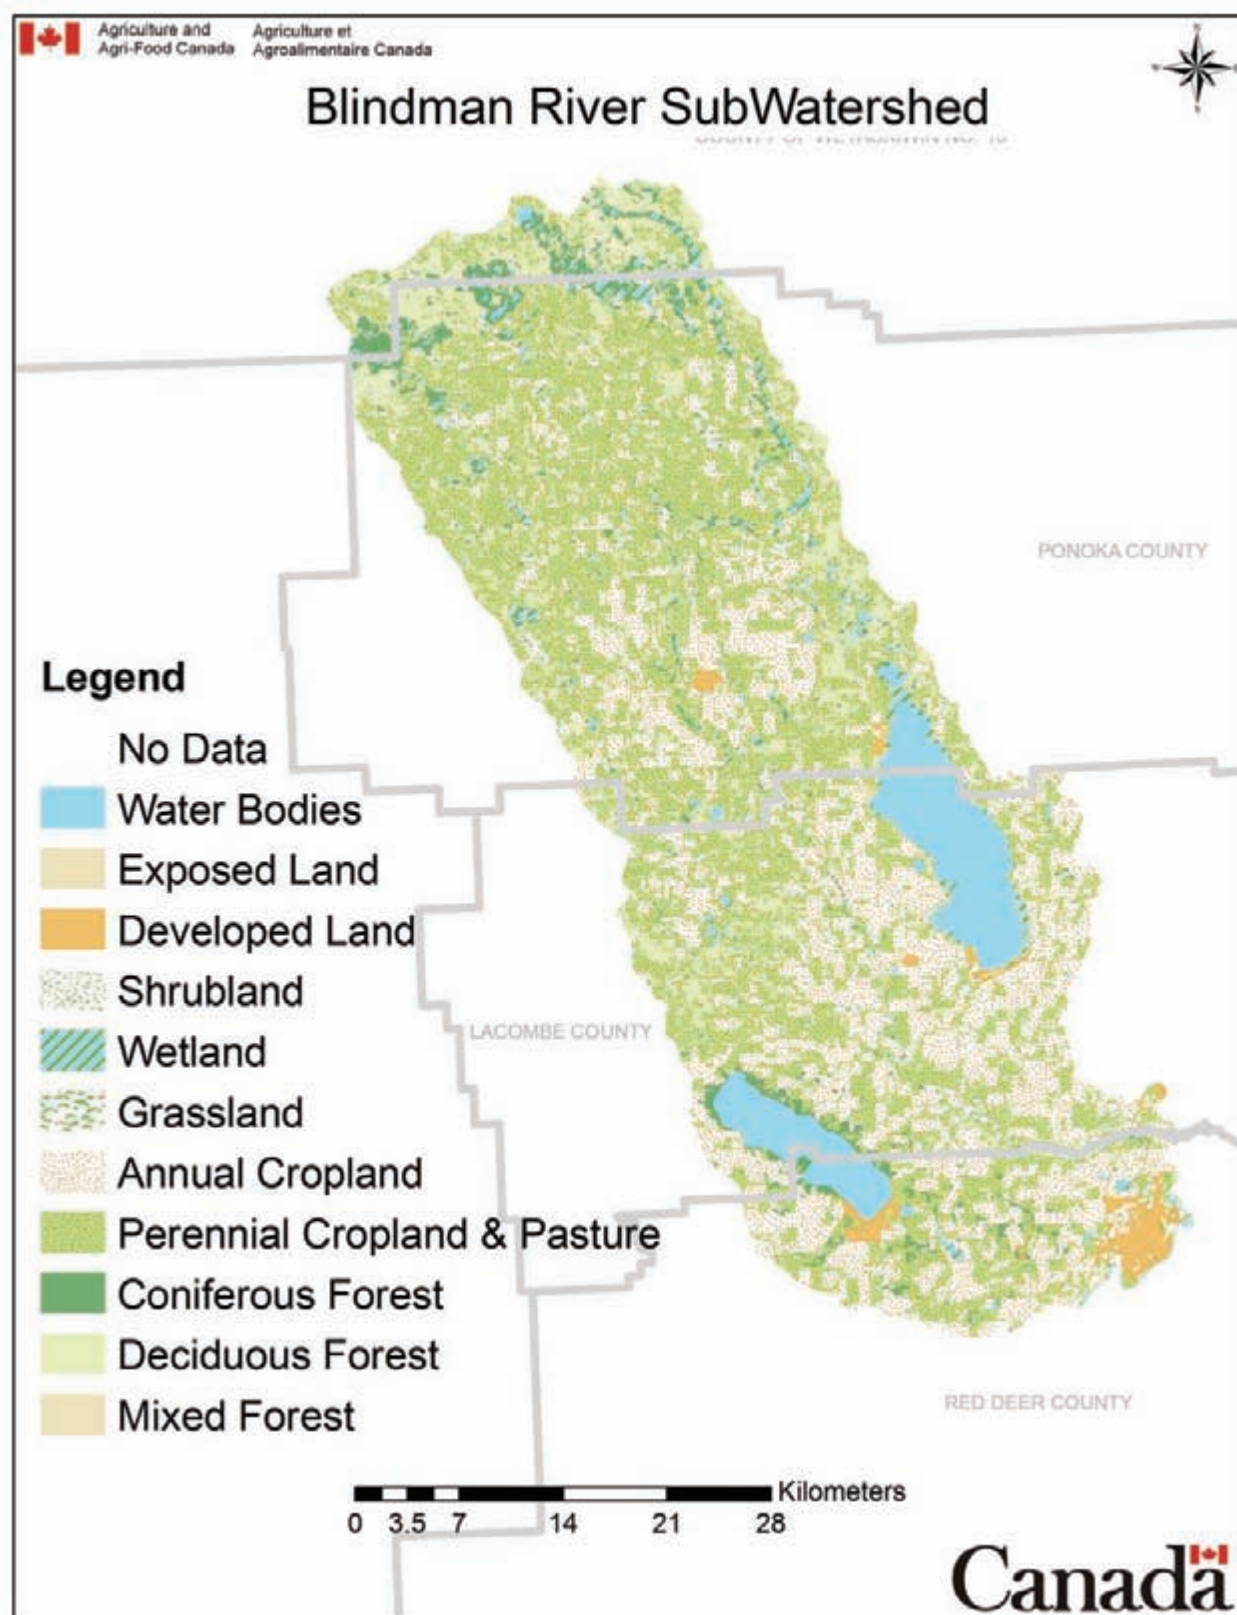 Agriculture and Agriculture et
Agri-Food Canada Agroalimentaire Canada
Blindman River SubWatershed
PONOKA COUNTY
Legend
No Data
Water Bodies
Exposed Land
Developed Land
Shrubland
Wetland
Grassland
Annual Cropland
Perennial Cropland & Pasture
Coniferous Forest
Deciduous Forest
Mixed Forest
LACOMBE COUNTY
RED DEER COUNTY
Kilometers
0 3.5 7 14 21 28
Canada